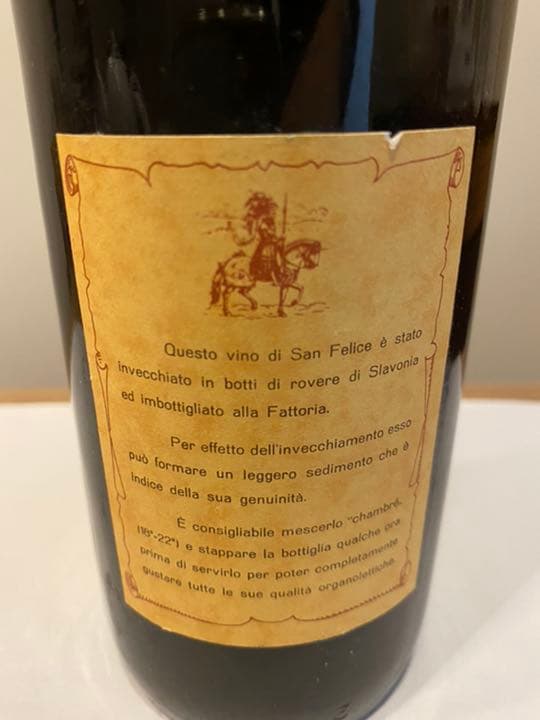 Questo vino di San Felice è stato
invecchiato in botti di rovere di Slavonia
ed imbottigliato alla Fattoria.
Per effetto dell'invecchiamento esso
può formare un leggero sedimento che è
indice della sua genuinità.
È consigliabile mescerlo "chambré,
(18°-22°) e stappare la bottiglia qualche ora
prima di servirlo per poter completamente
gustare tutte le sue qualità organolettiche.